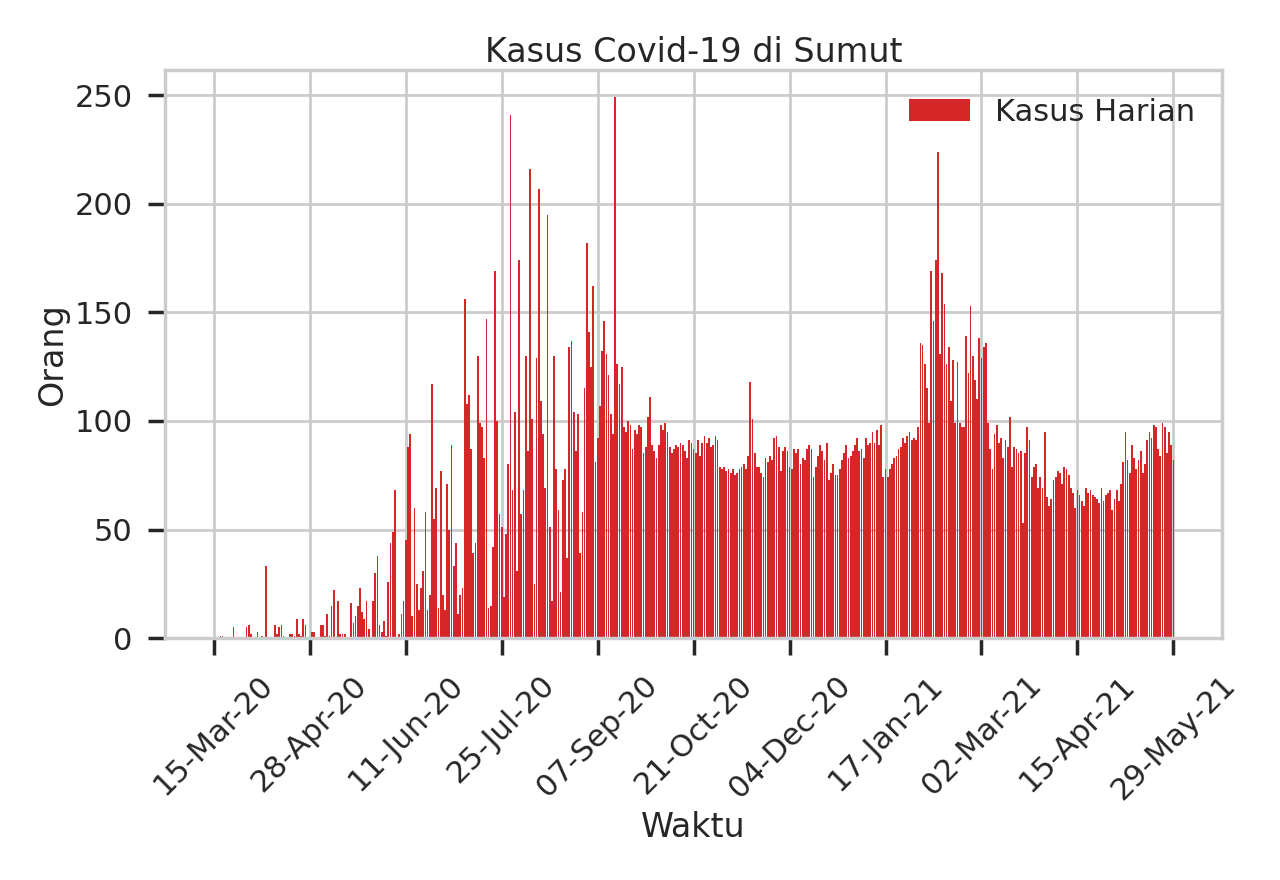 Kasus Covid-19 di Sumut
Kasus Harian
250
200
150
100
50
0
Orang
15-Mar-20
28-Apr-20
11-Jun-20
25-Jul-20
07-Sep-20
21-Oct-20
04-Dec-20
17-Jan-21
02-Mar-21
15-Apr-21
29-May-21
Waktu